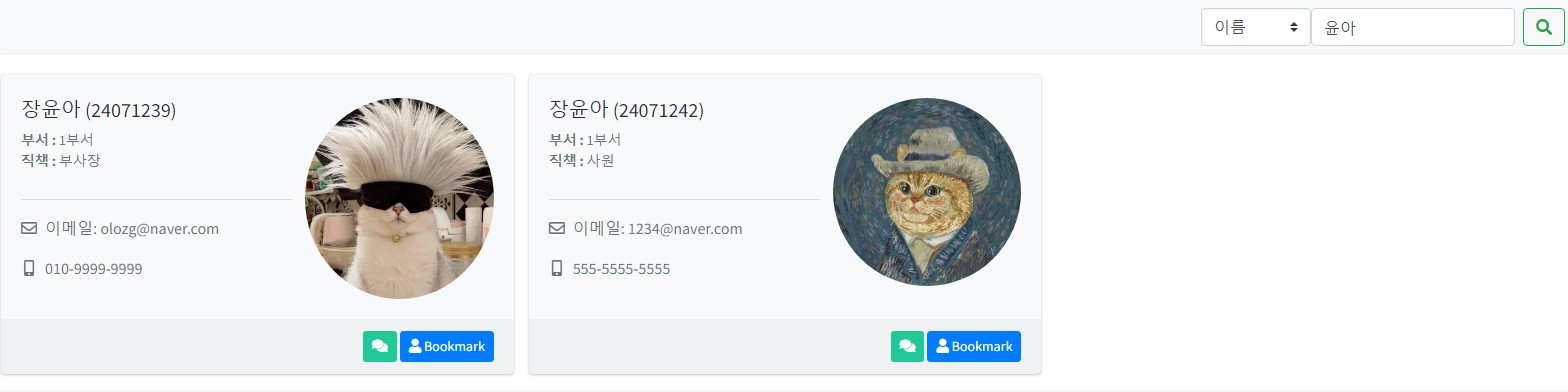 이름 윤아
장윤아 (24071239)
부서 : 1부서
직책 : 부사장
이메일: olozg@naver.com
010-9999-9999
Bookmark
장윤아 (24071242)
부서 : 1부서
직책 : 사원
이메일: 1234@naver.com
555-5555-5555
Bookmark